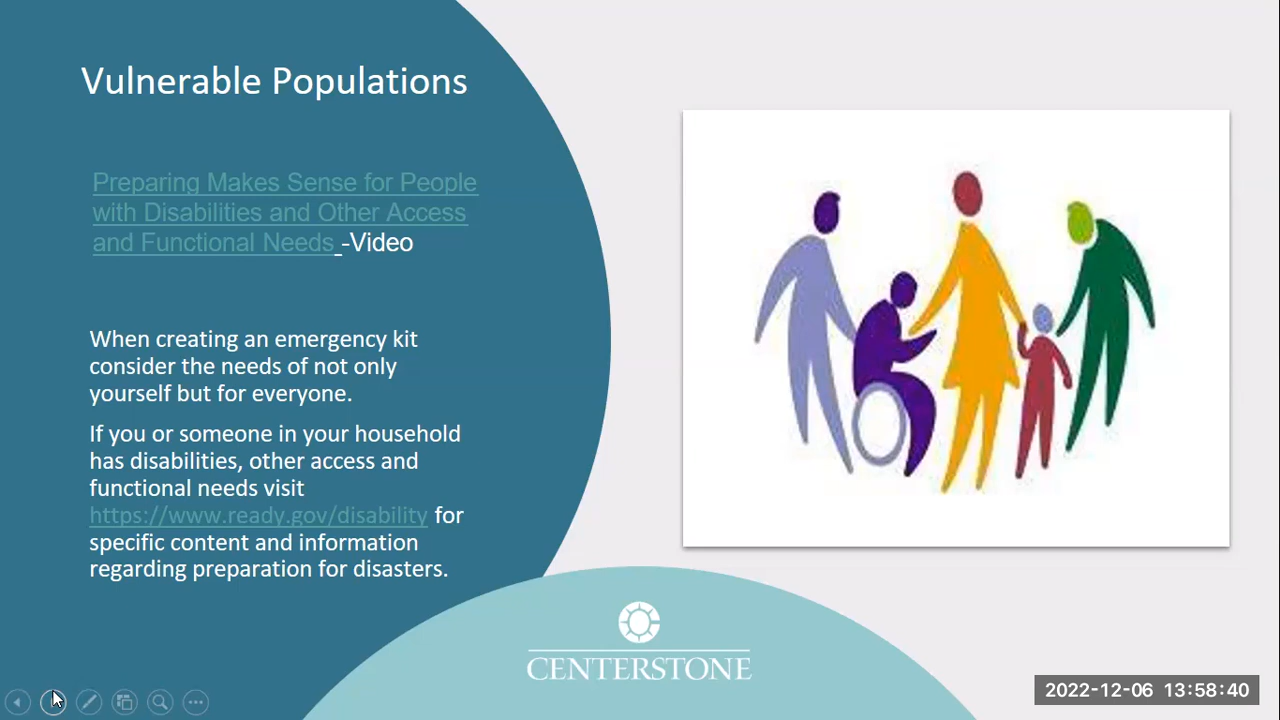 Vulnerable Populations
Preparing Makes Sense for People
with Disabilities and Other Access
and Functional Needs -Video
When creating an emergency kit
consider the needs of not only
yourself but for everyone.
If you or someone in your household
has disabilities, other access and
functional needs visit
https://www.ready.gov/disability for
specific content and information
regarding preparation for disasters.
CENTERSTONE
2022-12-06 13:58:40